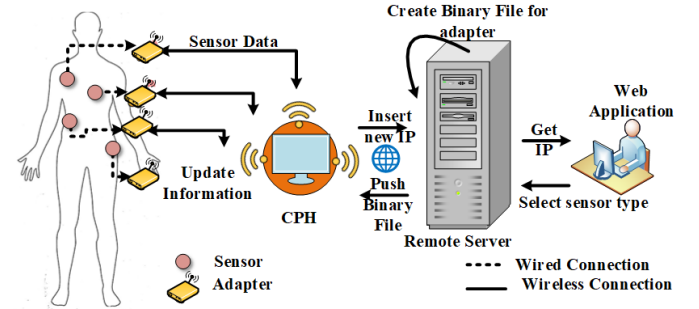 Create Binary File for
adapter
Sensor Data
Web
Application
Insert
new IP
Get
IP
Update
Information
CPH
Push
Binary
File
Select sensor type
Remote Server
Sensor
Adapter
Wired Connection
Wireless Connection